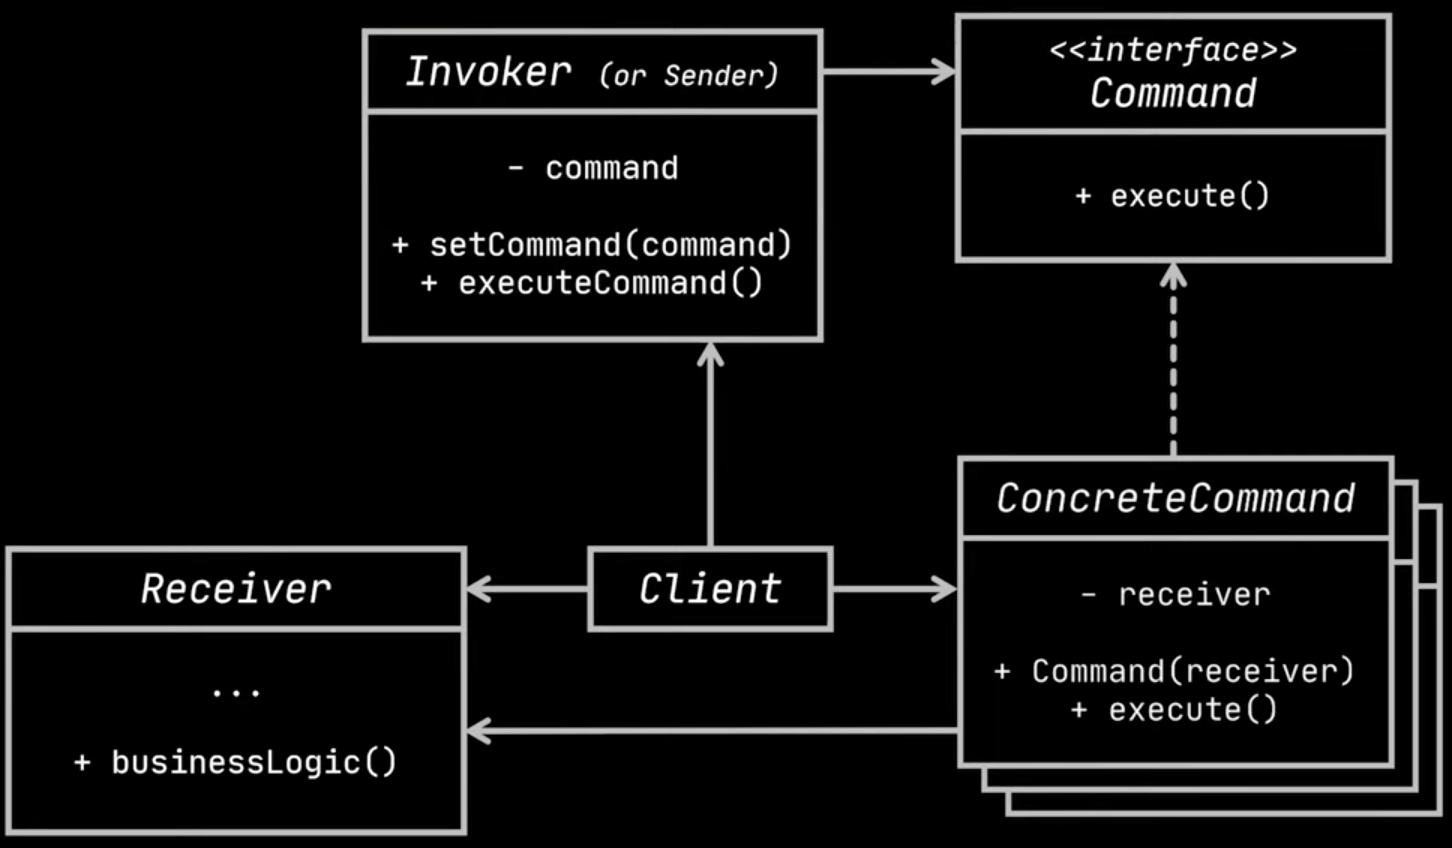 Invoker (or Sender)
- command
+ setCommand(command)
+ executeCommand()
<<interface>>
Command
+ execute()
Receiver
...
+ businessLogic()
Client
ConcreteCommand
- receiver
+ Command(receiver)
+ execute()